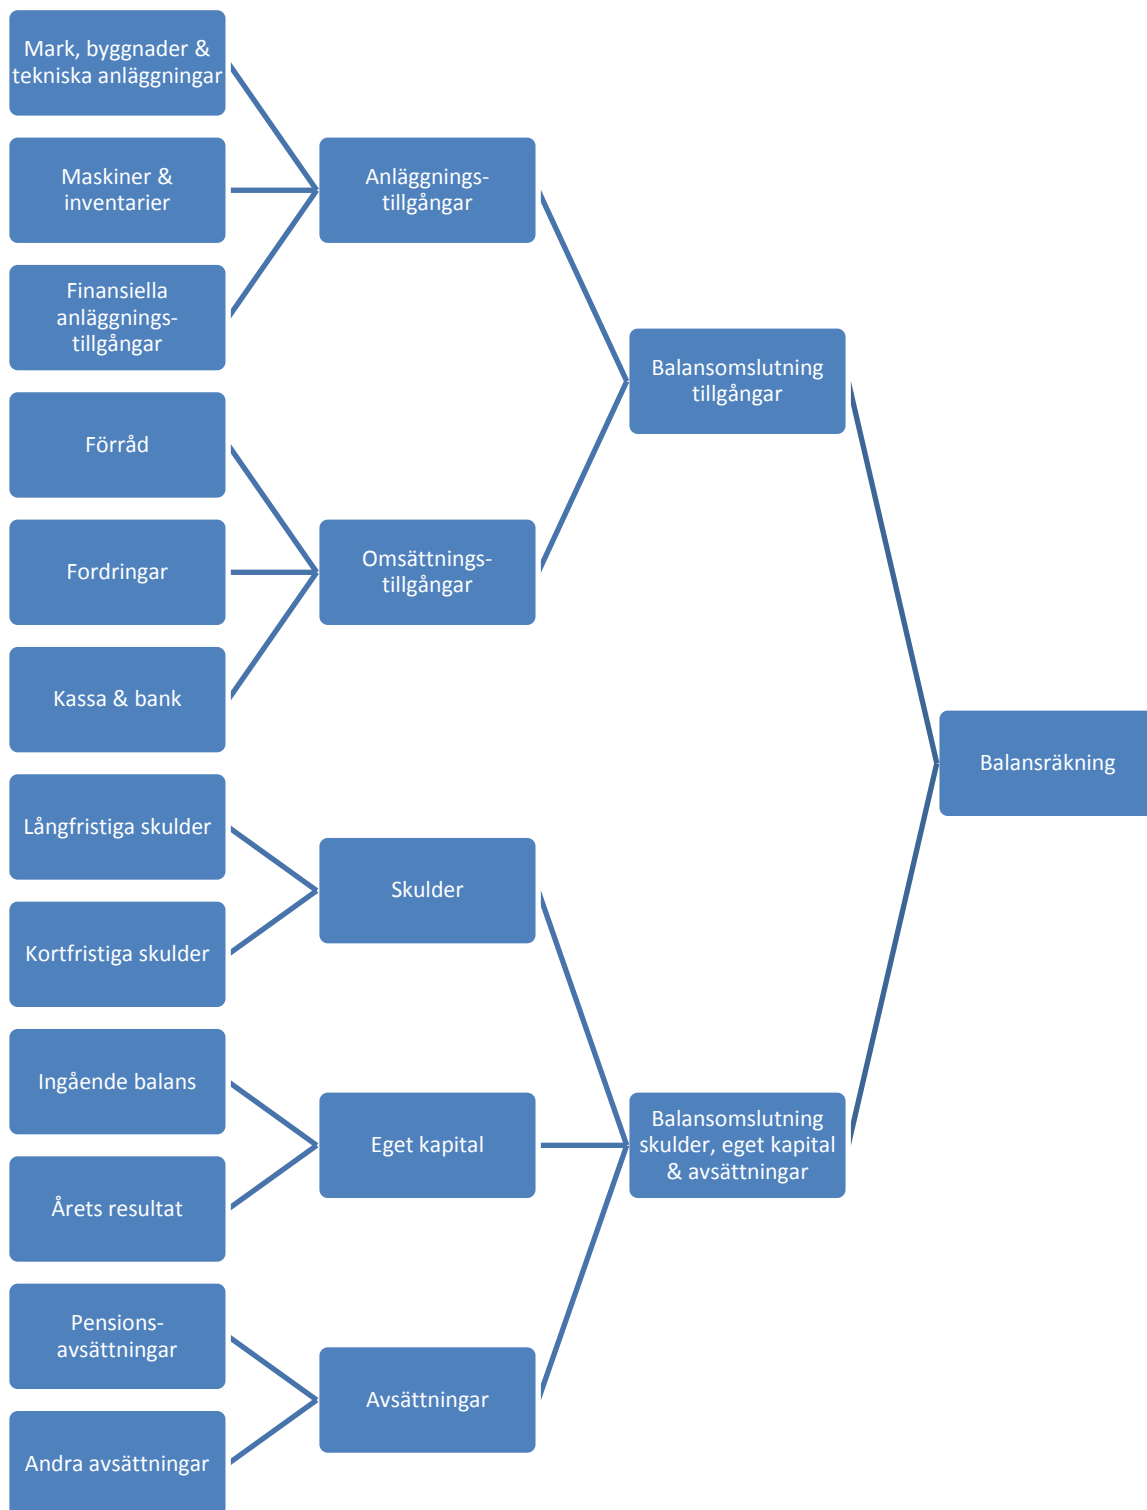 Mark, byggnader &
tekniska anläggningar
Maskiner &
inventarier
Finansiella
anläggnings-
tillgångar
Förråd
Fordringar
Kassa & bank
Långfristiga skulder
Kortfristiga skulder
Ingående balans
Årets resultat
Pensions-
avsättningar
Andra avsättningar
Anläggnings-
tillgångar
Omsättnings-
tillgångar
Skulder
Eget kapital
Avsättningar
Balansomslutning
tillgångar
Balansomslutning
skulder, eget kapital
& avsättningar
Balansräkning